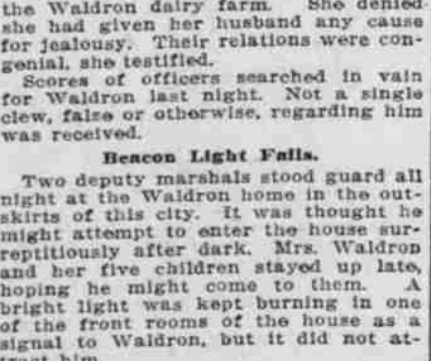 the Waldron dairy farm. She denied
she had given her husband any cause
for jealousy. Their relations were con-
genial, she testified.
Scores of officers searched in vain
for Waldron last night. Not a single
clew, false or otherwise, regarding him
was received.
Beacon Light Fails.
Two deputy marshals stood guard all
night at the Waldron home in the out-
skirts of this city. It was thought he
might attempt to enter the house sur-
reptitiously after dark. Mrs. Waldron
and her five children stayed up late,
hoping he might come to them. A
bright light was kept burning in one
of the front rooms of the house as a
signal to Waldron, but it did not at-
tract him